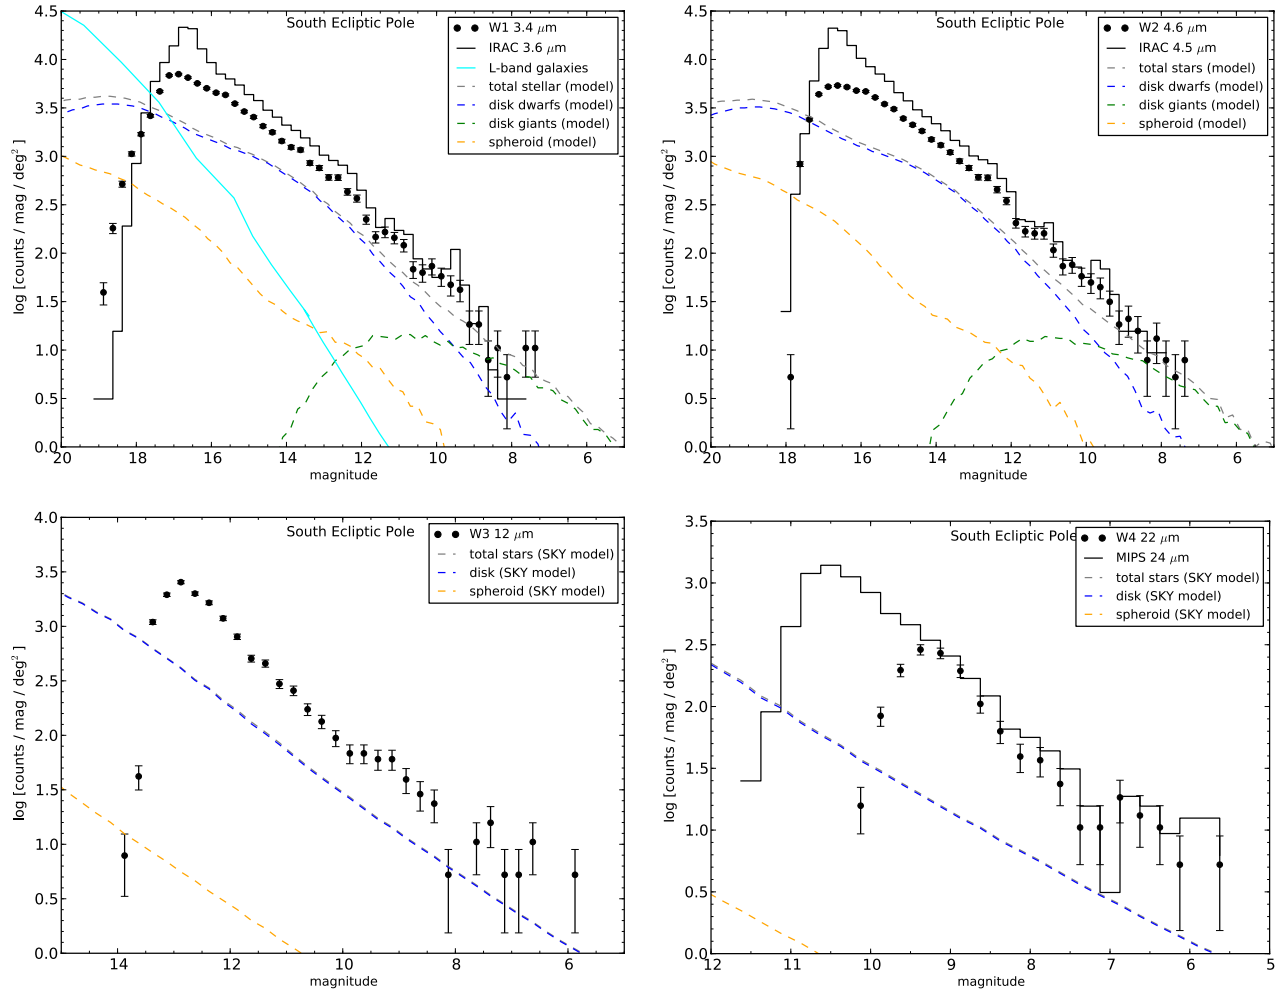 South Ecliptic Pole
W1 3.4 μm
IRAC 3.6 μm
L-band galaxies
total stellar (model)
disk dwarfs (model)
disk giants (model)
spheroid (model)
log [counts / mag / deg² ]
4.5
4.0
3.5
3.0
2.5
2.0
1.5
1.0
0.5
0.0
20 18 16 14 12 10 8 6
magnitude
South Ecliptic Pole
W2 4.6 μm
IRAC 4.5 μm
total stars (model)
disk dwarfs (model)
disk giants (model)
spheroid (model)
log [counts / mag / deg² ]
4.5
4.0
3.5
3.0
2.5
2.0
1.5
1.0
0.5
0.0
20 18 16 14 12 10 8 6
magnitude
South Ecliptic Pole
W3 12 μm
total stars (SKY model)
disk (SKY model)
spheroid (SKY model)
log [counts / mag / deg² ]
4.0
3.5
3.0
2.5
2.0
1.5
1.0
0.5
0.0
14 12 10 8 6
magnitude
South Ecliptic Pole
W4 22 μm
MIPS 24 μm
total stars (SKY model)
disk (SKY model)
spheroid (SKY model)
log [counts / mag / deg² ]
3.5
3.0
2.5
2.0
1.5
1.0
0.5
0.0
12 11 10 9 8 7 6 5
magnitude